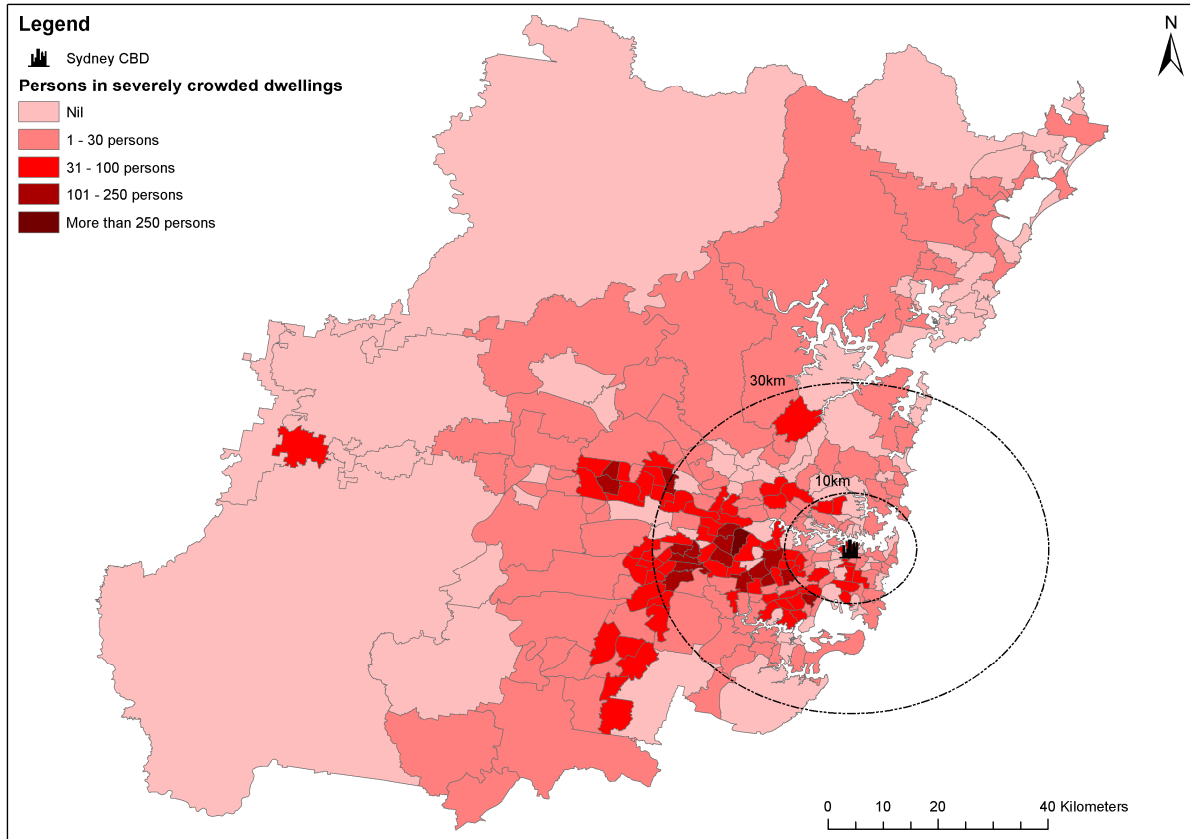 Legend
Sydney CBD
Persons in severely crowded dwellings
Nil
1 - 30 persons
31 - 100 persons
101 - 250 persons
More than 250 persons
N
30km
10km
0 10 20 40 Kilometers